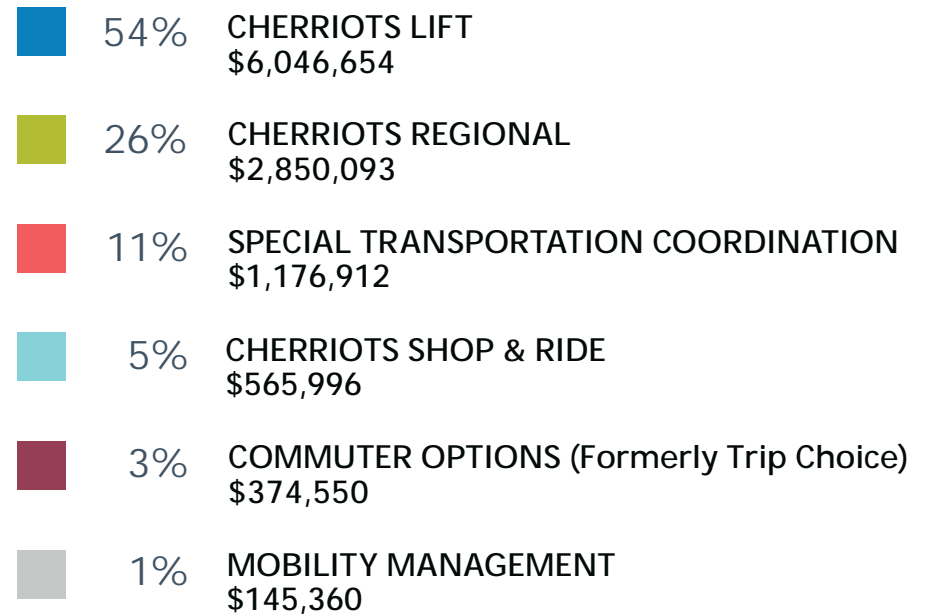 54% CHERRIOTS LIFT
$6,046,654
26% CHERRIOTS REGIONAL
$2,850,093
11% SPECIAL TRANSPORTATION COORDINATION
$1,176,912
5% CHERRIOTS SHOP & RIDE
$565,996
3% COMMUTER OPTIONS (Formerly Trip Choice)
$374,550
1% MOBILITY MANAGEMENT
$145,360